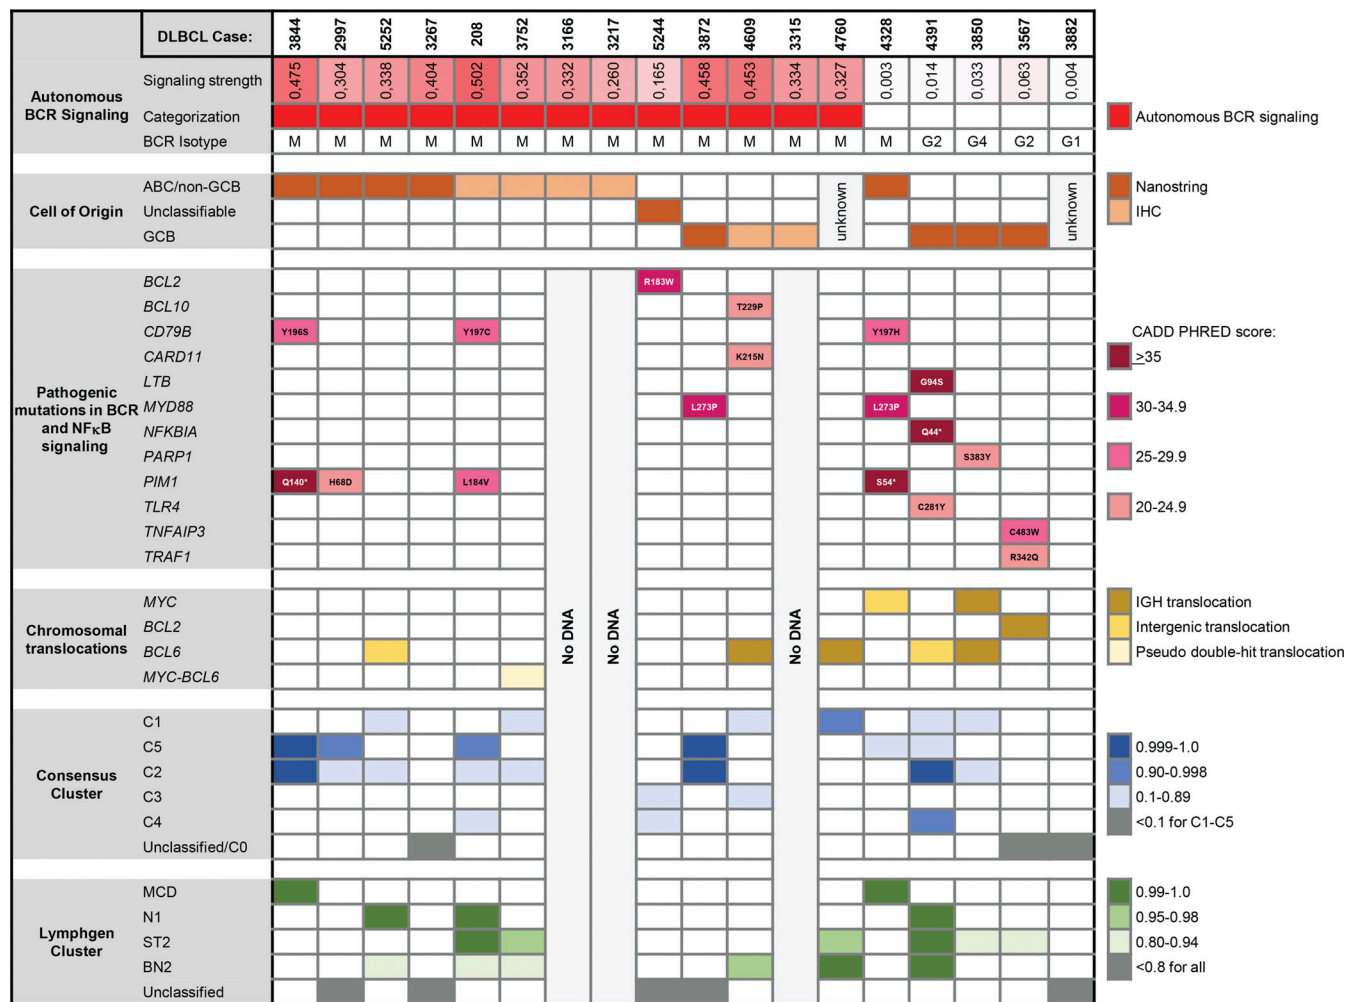 DLBCL Case: 3844 2997 5252 3267 208 3752 3166 3217 5244 3872 4609 3315 4760 4328 4391 3850 3567 3882
Autonomous BCR Signaling
Signaling strength 0,475 0,304 0,338 0,404 0,502 0,352 0,332 0,260 0,165 0,458 0,453 0,334 0,327 0,003 0,014 0,033 0,063 0,004
Categorization Autonomous BCR signaling
BCR Isotype M M M M M M M M M M M M M M G2 G4 G2 G1
Cell of Origin
ABC/non-GCB Nanostring
Unclassifiable IHC
GCB
unknown
unknown
Pathogenic mutations in BCR and NFκB signaling
BCL2 R183W
BCL10 T229P
CD79B Y196S Y197C Y197H CADD PHRED score:
CARD11 K215N ≥35
LTB G94S
MYD88 L273P L273P 30-34.9
NFKBIA Q44*
PARP1 S383Y 25-29.9
PIM1 Q140* H68D L184V S54*
TLR4 C281Y 20-24.9
TNFAIP3 C483W
TRAF1 R342Q
No DNA
No DNA
No DNA
Chromosomal translocations
MYC IGH translocation
BCL2 Intergenic translocation
BCL6 Pseudo double-hit translocation
MYC-BCL6
Consensus Cluster
C1
C5 0.999-1.0
C2 0.90-0.998
C3 0.1-0.89
C4 <0.1 for C1-C5
Unclassified/C0
Lymphgen Cluster
MCD 0.99-1.0
N1 0.95-0.98
ST2 0.80-0.94
BN2 <0.8 for all
Unclassified